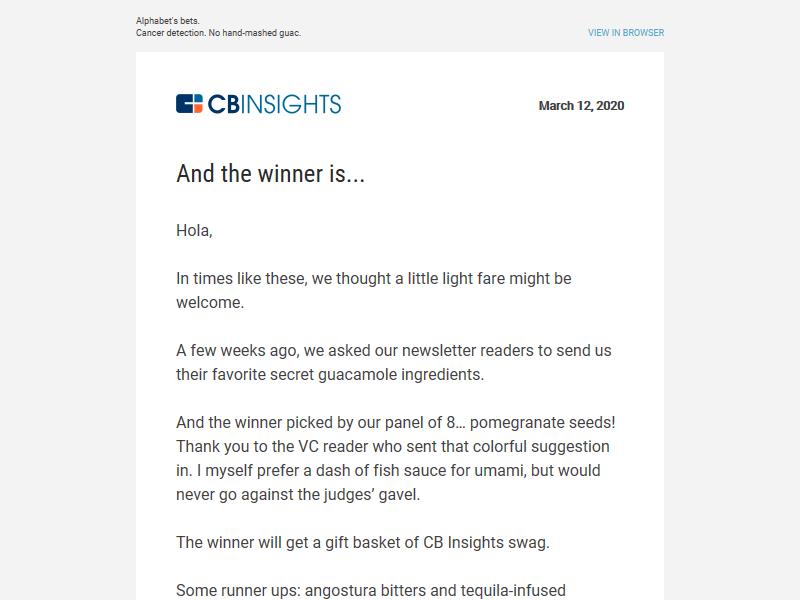 Alphabet's bets.
Cancer detection. No hand-mashed guac.
VIEW IN BROWSER
CBINSIGHTS
March 12, 2020
And the winner is...
Hola,
In times like these, we thought a little light fare might be
welcome.
A few weeks ago, we asked our newsletter readers to send us
their favorite secret guacamole ingredients.
And the winner picked by our panel of 8… pomegranate seeds!
Thank you to the VC reader who sent that colorful suggestion
in. I myself prefer a dash of fish sauce for umami, but would
never go against the judges’ gavel.
The winner will get a gift basket of CB Insights swag.
Some runner ups: angostura bitters and tequila-infused